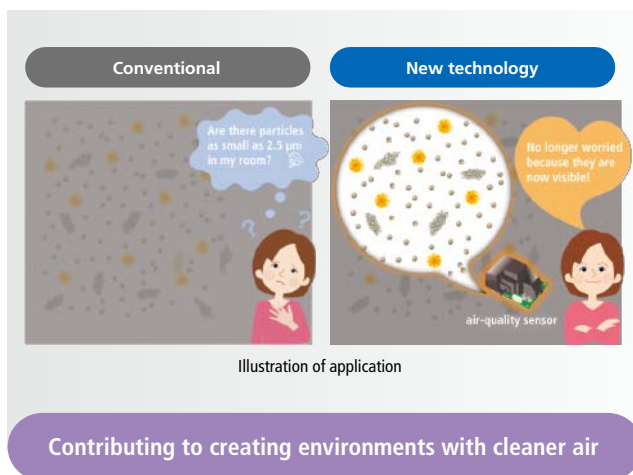 Conventional
New technology
Are there particles
as small as 2.5 μm
in my room?
?
?
No longer worried
because they are
now visible!
air-quality sensor
Illustration of application
Contributing to creating environments with cleaner air